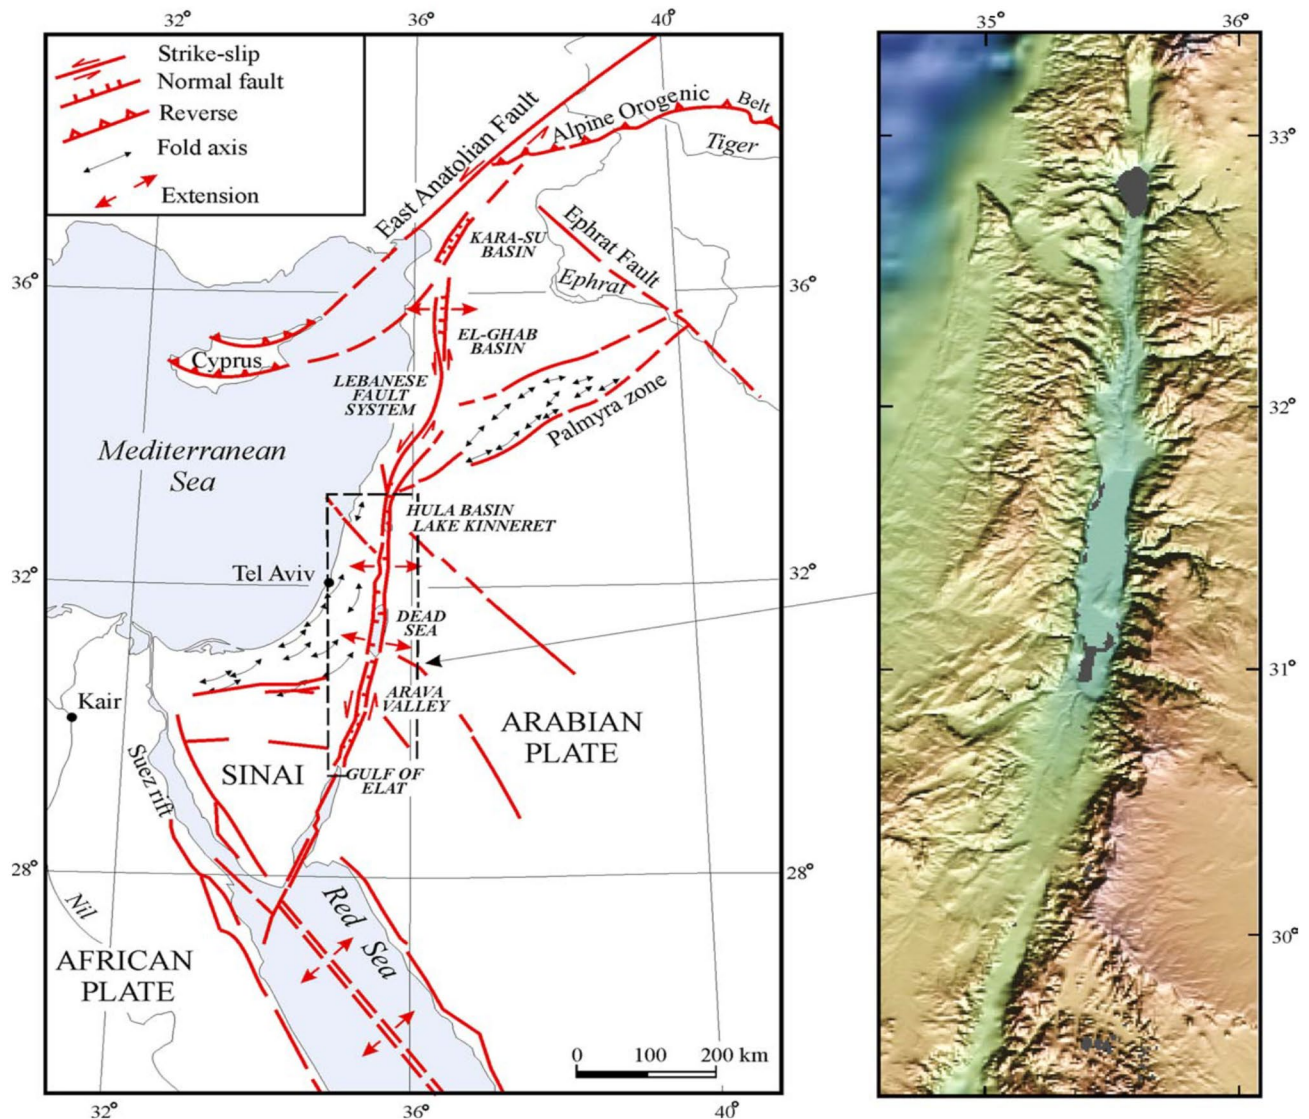 32°
36°
40°
Strike-slip
Normal fault
Reverse
Fold axis
Extension
East Anatolian Fault
Alpine Orogenic
Belt
Tiger
KARA-SU
BASIN
Ephrat Fault
Ephrat
36°
36°
EL-GHAB
BASIN
Cyprus
LEBANESE
FAULT
SYSTEM
Palmyra zone
Mediterranean
Sea
HULA BASIN
LAKE KINNERET
Tel Aviv
32°
32°
DEAD
SEA
Kair
ARAVA
VALLEY
ARABIAN
PLATE
Suez rift
SINAI
GULF OF
ELAT
28°
28°
Nil
Red
Sea
AFRICAN
PLATE
0
100
200 km
32°
36°
40°
35°
36°
33°
32°
31°
30°